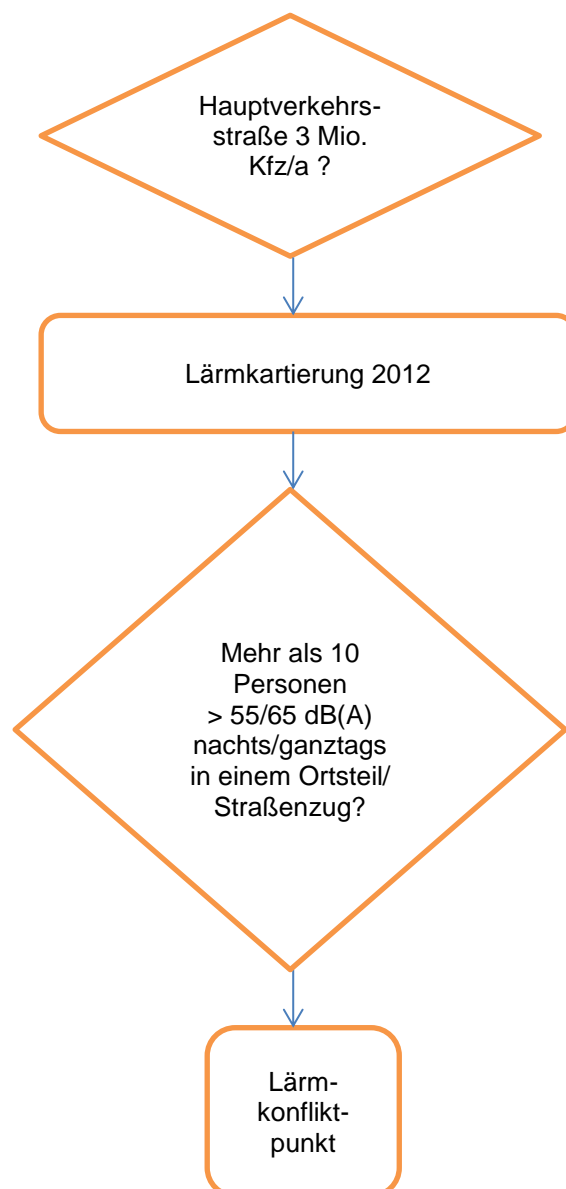 Hauptverkehrs-
straße 3 Mio.
Kfz/a ?
Lärmkartierung 2012
Mehr als 10
Personen
> 55/65 dB(A)
nachts/ganztags
in einem Ortsteil/
Straßenzug?
Lärm-
konflikt-
punkt